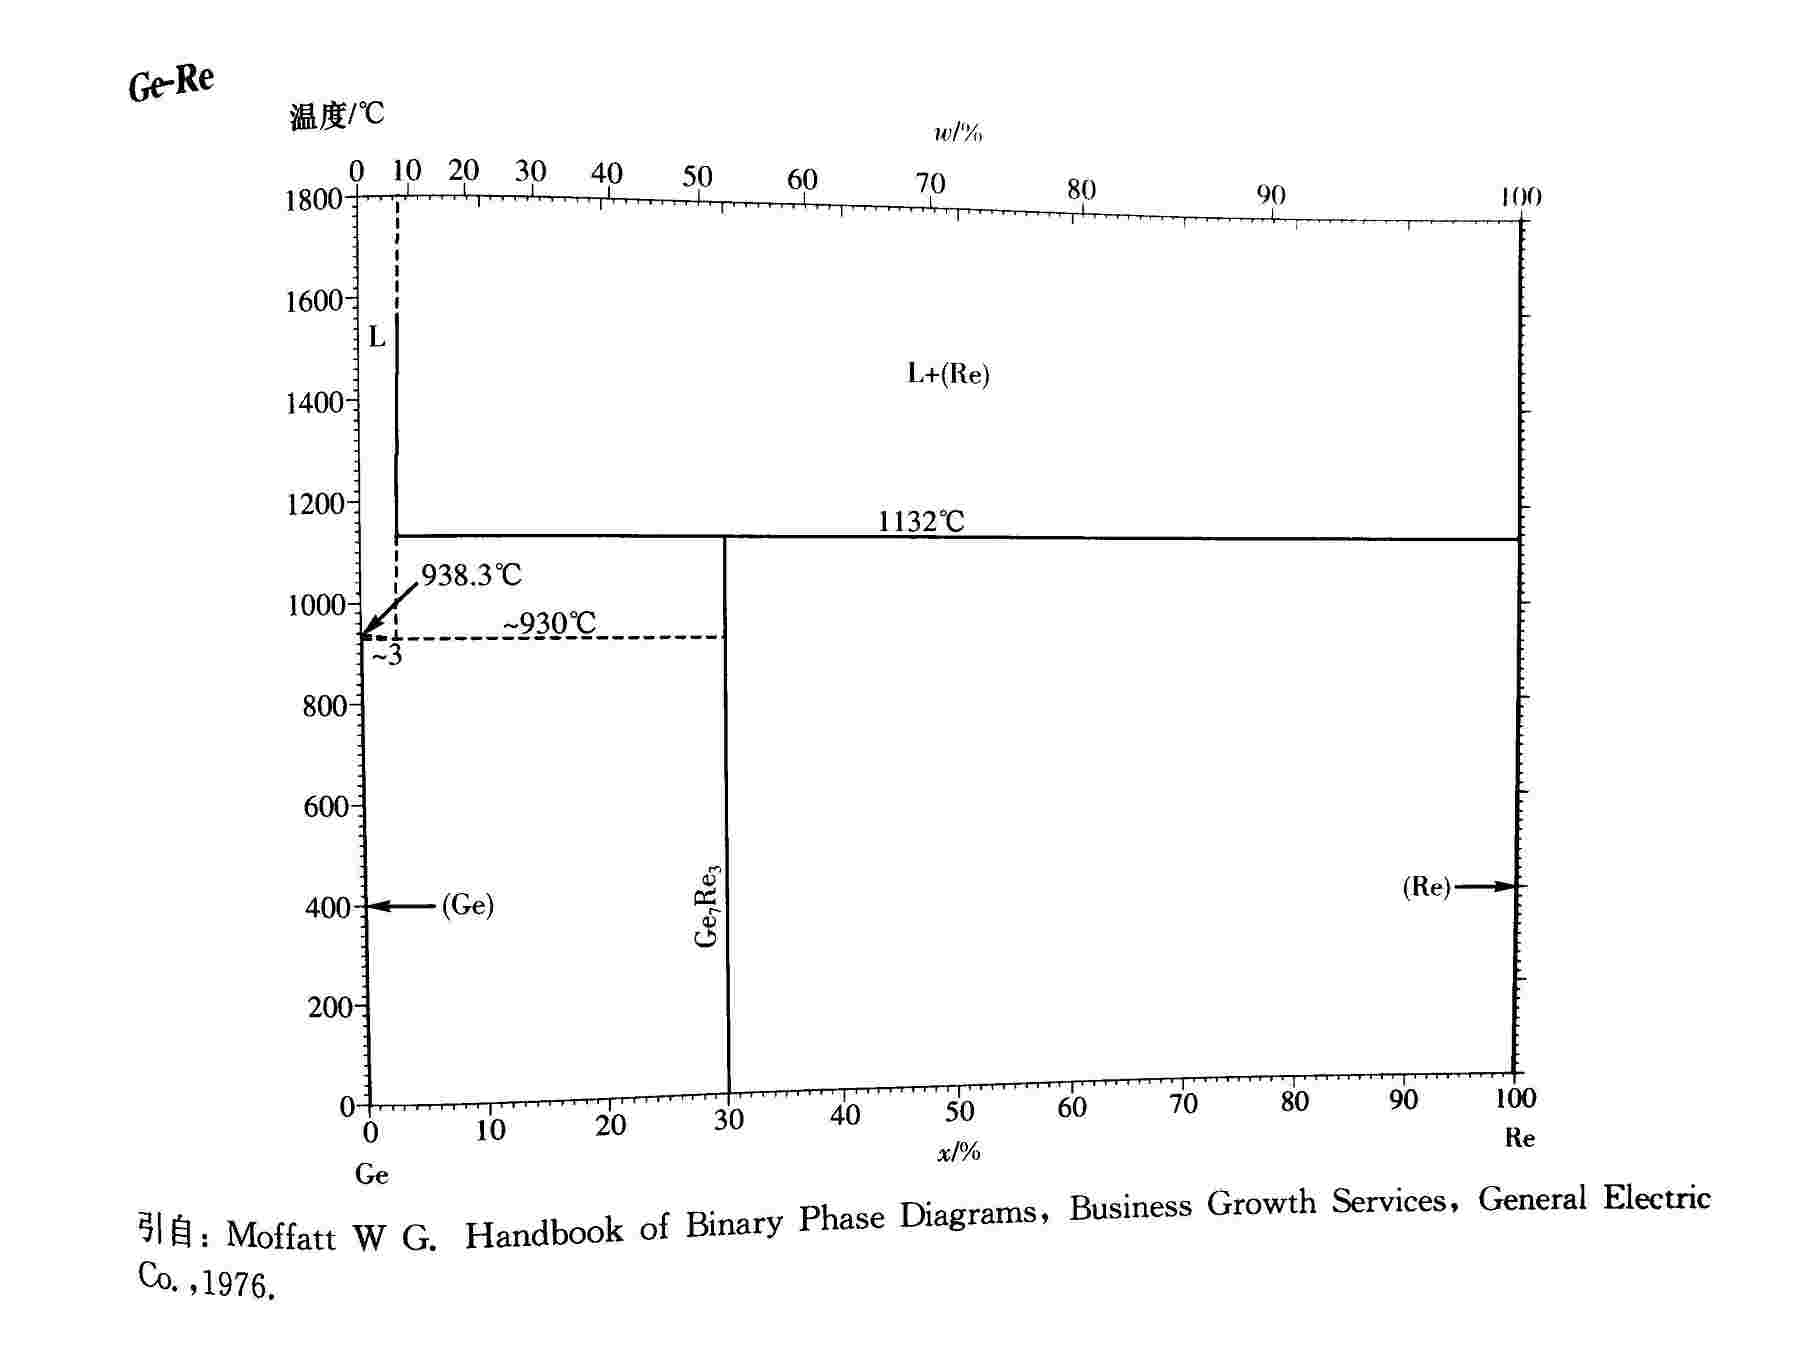 Ge-Re
温度/℃
w/%
0 10 20 30 40 50 60 70 80 90 100
1800
1600
L
L+(Re)
1400
1200
1132℃
938.3℃
1000
~930℃
~3
800
600
Ge₇Re₃
(Re)
400
(Ge)
200
0
0 10 20 30 40 50 60 70 80 90 100
x/%
Ge
Re
引自: Moffatt W G. Handbook of Binary Phase Diagrams, Business Growth Services, General Electric
Co. ,1976.